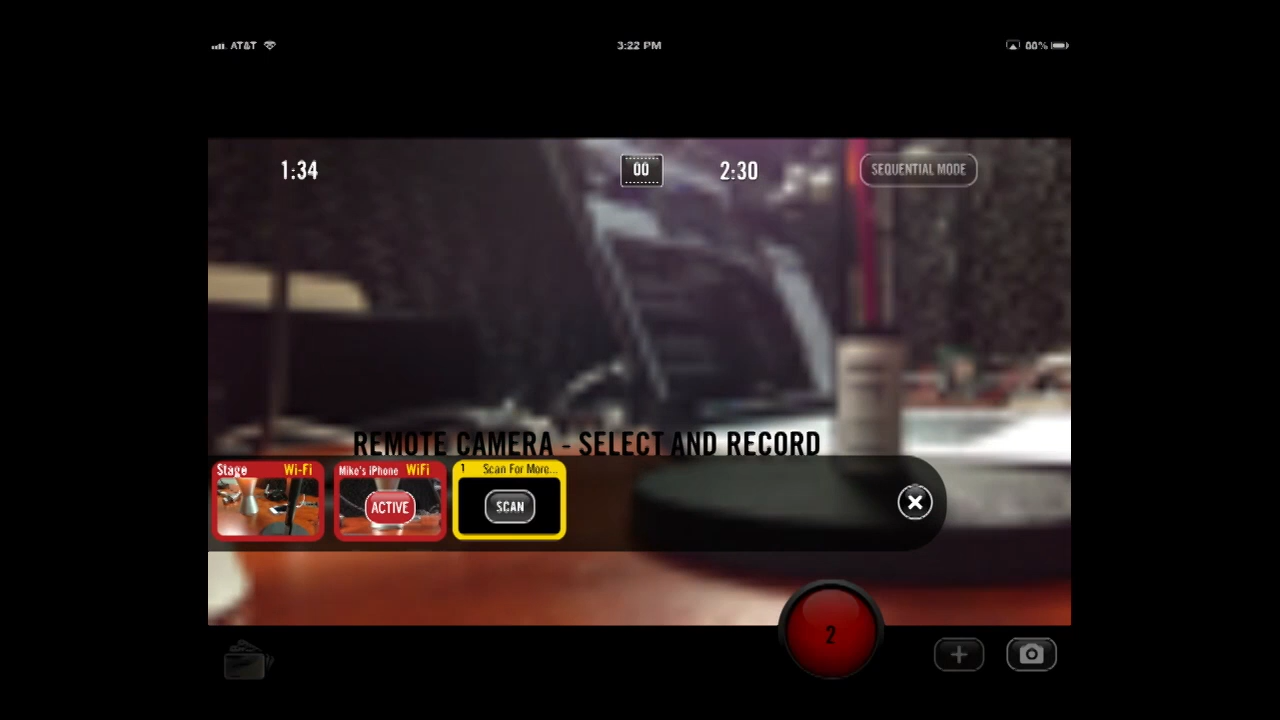 AT&T 3:22 PM
1:34 00 2:30 SEQUENTIAL MODE
REMOTE CAMERA - SELECT AND RECORD
Stage Wi-Fi Mike's iPhone WiFi 1 Scan For More...
ACTIVE SCAN
2